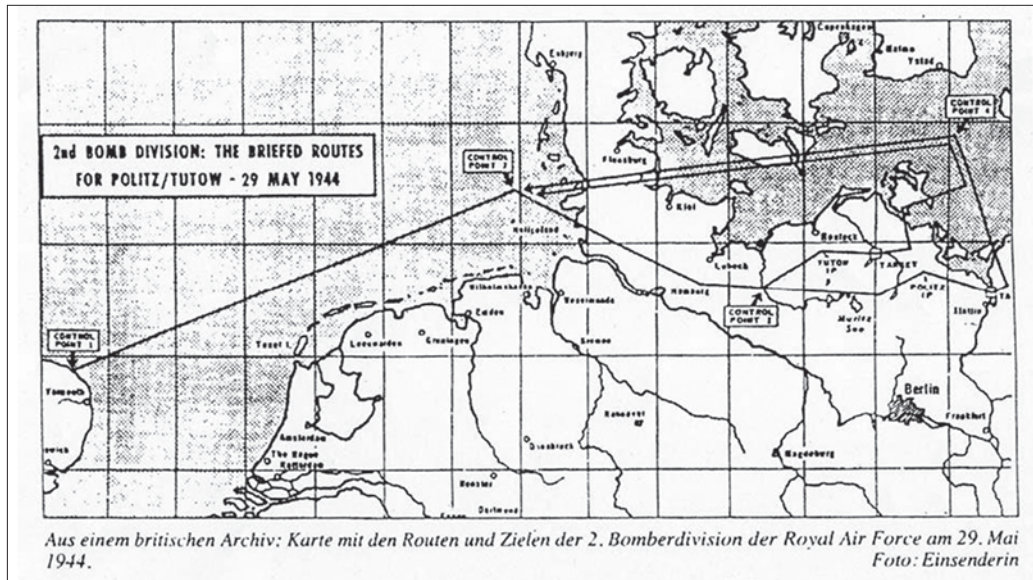 2nd BOMB DIVISION: THE BRIEFED ROUTES
FOR POLITZ/TUTOW - 29 MAY 1944
Copenhagen
Malmo
Ystad
Esbjerg
CONTROL
POINT 4
CONTROL
POINT 2
Flensburg
Kiel
Heligoland
Rostock
Lubeck
TUTOW
IP
TARGET
POLITZ
IP
Wilhelmshaven
Wesermunde
Hamburg
CONTROL
POINT 3
Muritz
See
TA
Stettin
CONTROL
POINT 1
Texel I.
Leeuwarden
Groningen
Emden
Bremen
Yarmouth
Berlin
Frankfurt
Hanover
Amsterdam
The Hague
Rotterdam
Osnabruck
Magdeburg
Munster
Dortmund
Aus einem britischen Archiv: Karte mit den Routen und Zielen der 2. Bomberdivision der Royal Air Force am 29. Mai
1944.
Foto: Einsenderin